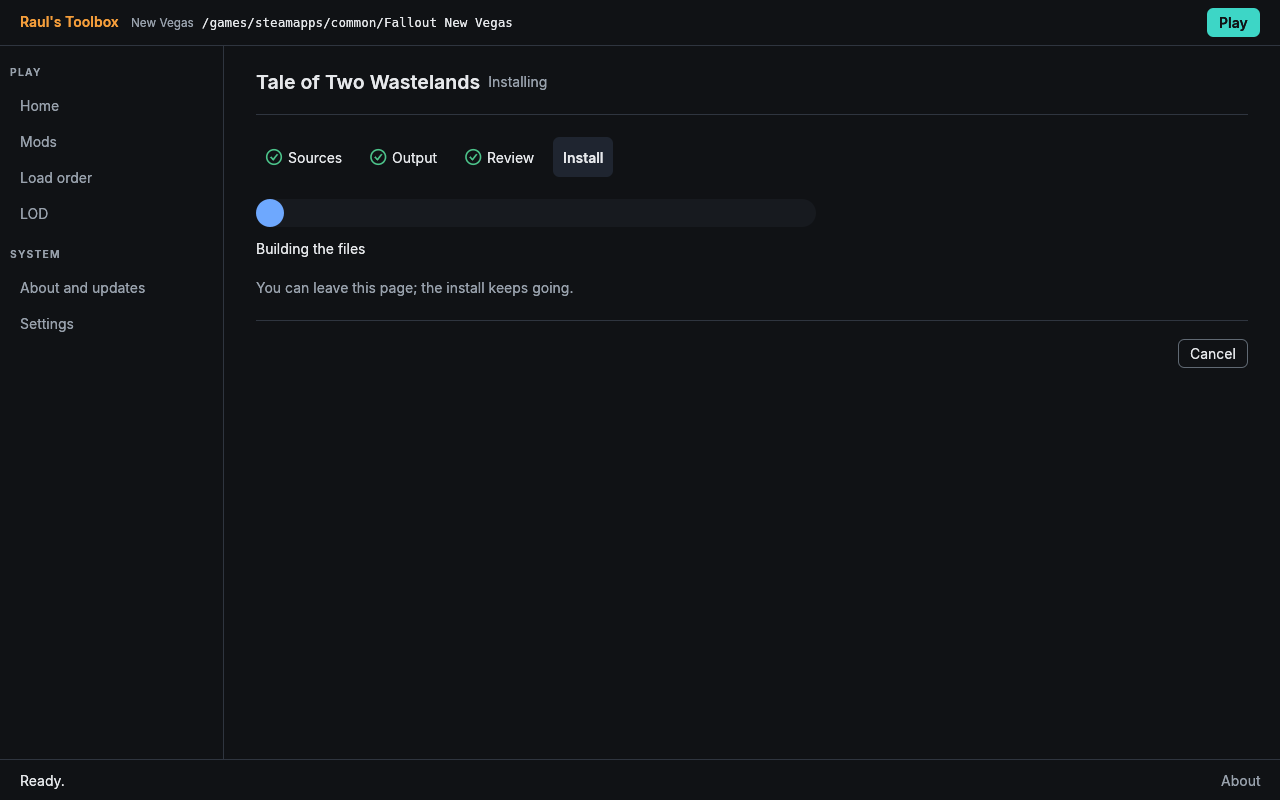 Raul's Toolbox New Vegas /games/steamapps/common/Fallout New Vegas Play
PLAY
Home
Mods
Load order
LOD
SYSTEM
About and updates
Settings
Tale of Two Wastelands Installing
Sources Output Review Install
Building the files
You can leave this page; the install keeps going.
Cancel
Ready. About